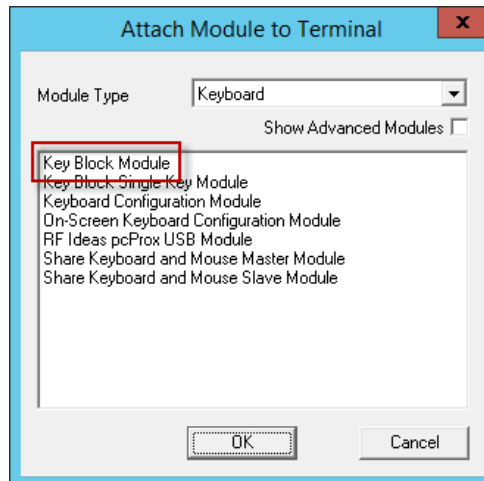 Attach Module to Terminal
x
Module Type
Keyboard
Show Advanced Modules
Key Block Module
Key Block Single Key Module
Keyboard Configuration Module
On-Screen Keyboard Configuration Module
RF Ideas pcProx USB Module
Share Keyboard and Mouse Master Module
Share Keyboard and Mouse Slave Module
OK
Cancel